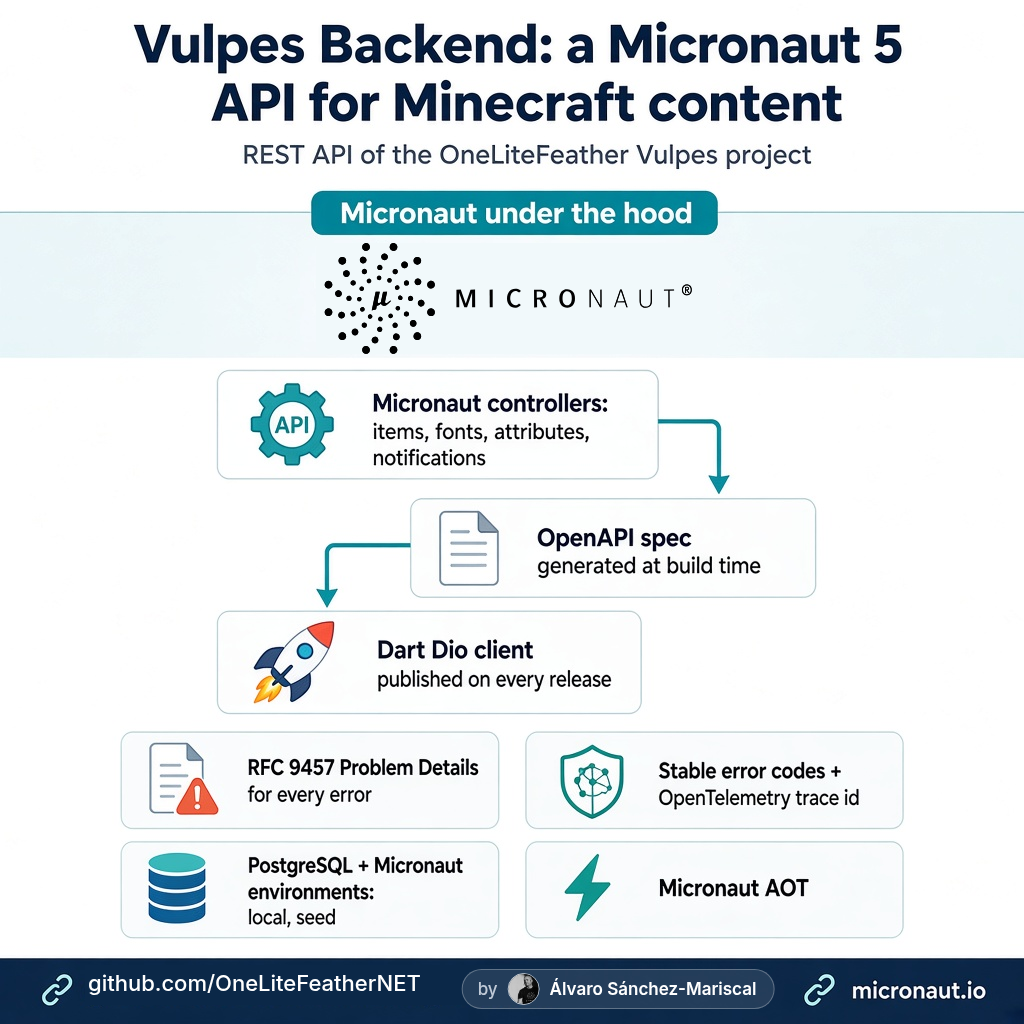 Vulpes Backend: a Micronaut 5
API for Minecraft content
REST API of the OneLiteFeather Vulpes project
Micronaut under the hood
μ MICRONAUT®
API
Micronaut controllers:
items, fonts, attributes,
notifications
OpenAPI spec
generated at build time
Dart Dio client
published on every release
RFC 9457 Problem Details
for every error
Stable error codes +
OpenTelemetry trace id
PostgreSQL + Micronaut
environments:
local, seed
Micronaut AOT
github.com/OneLiteFeatherNET
by Álvaro Sánchez-Mariscal
micronaut.io